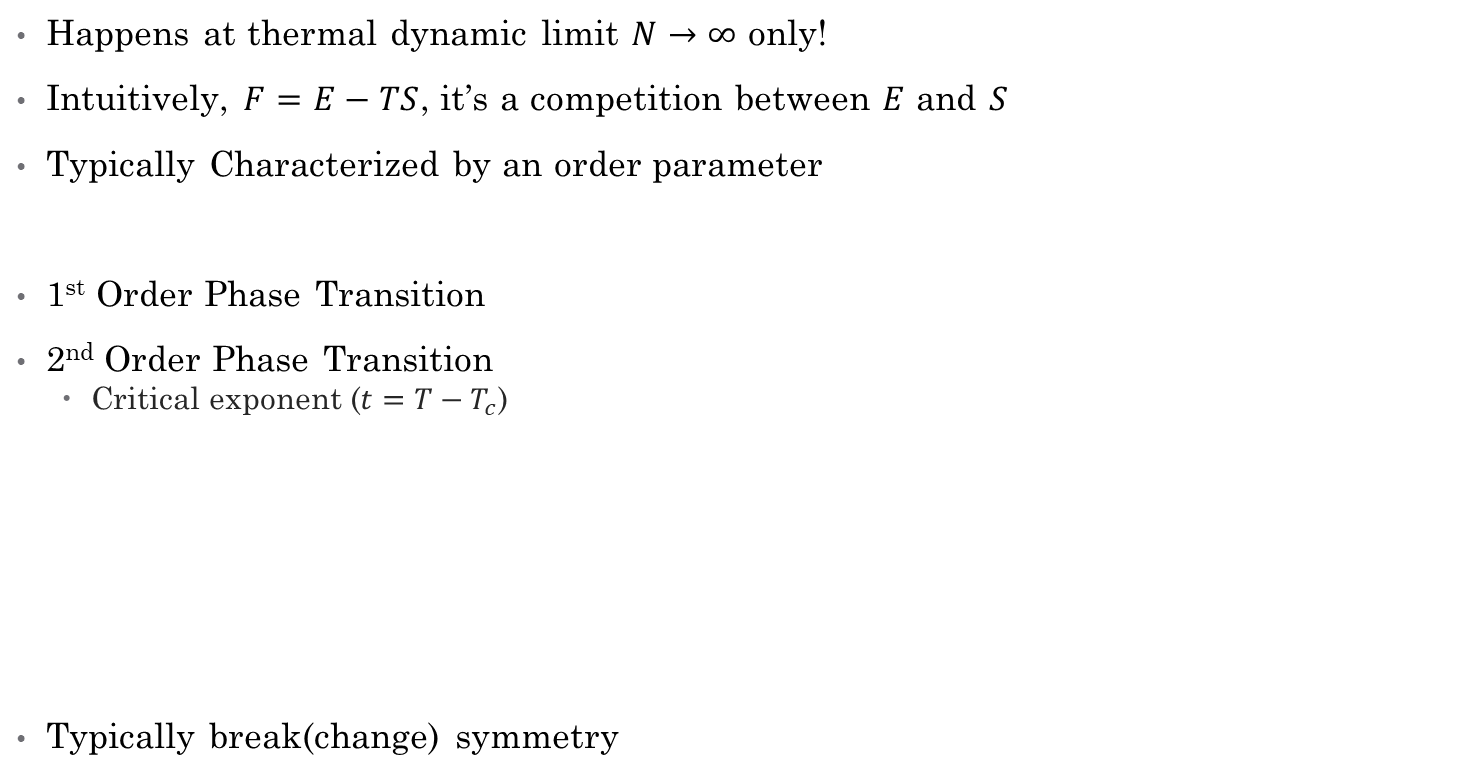 • Happens at thermal dynamic limit N → ∞ only!
• Intuitively, F = E − TS, it’s a competition between E and S
• Typically Characterized by an order parameter
• 1st Order Phase Transition
• 2nd Order Phase Transition
• Critical exponent (t = T − Tc)
• Typically break(change) symmetry